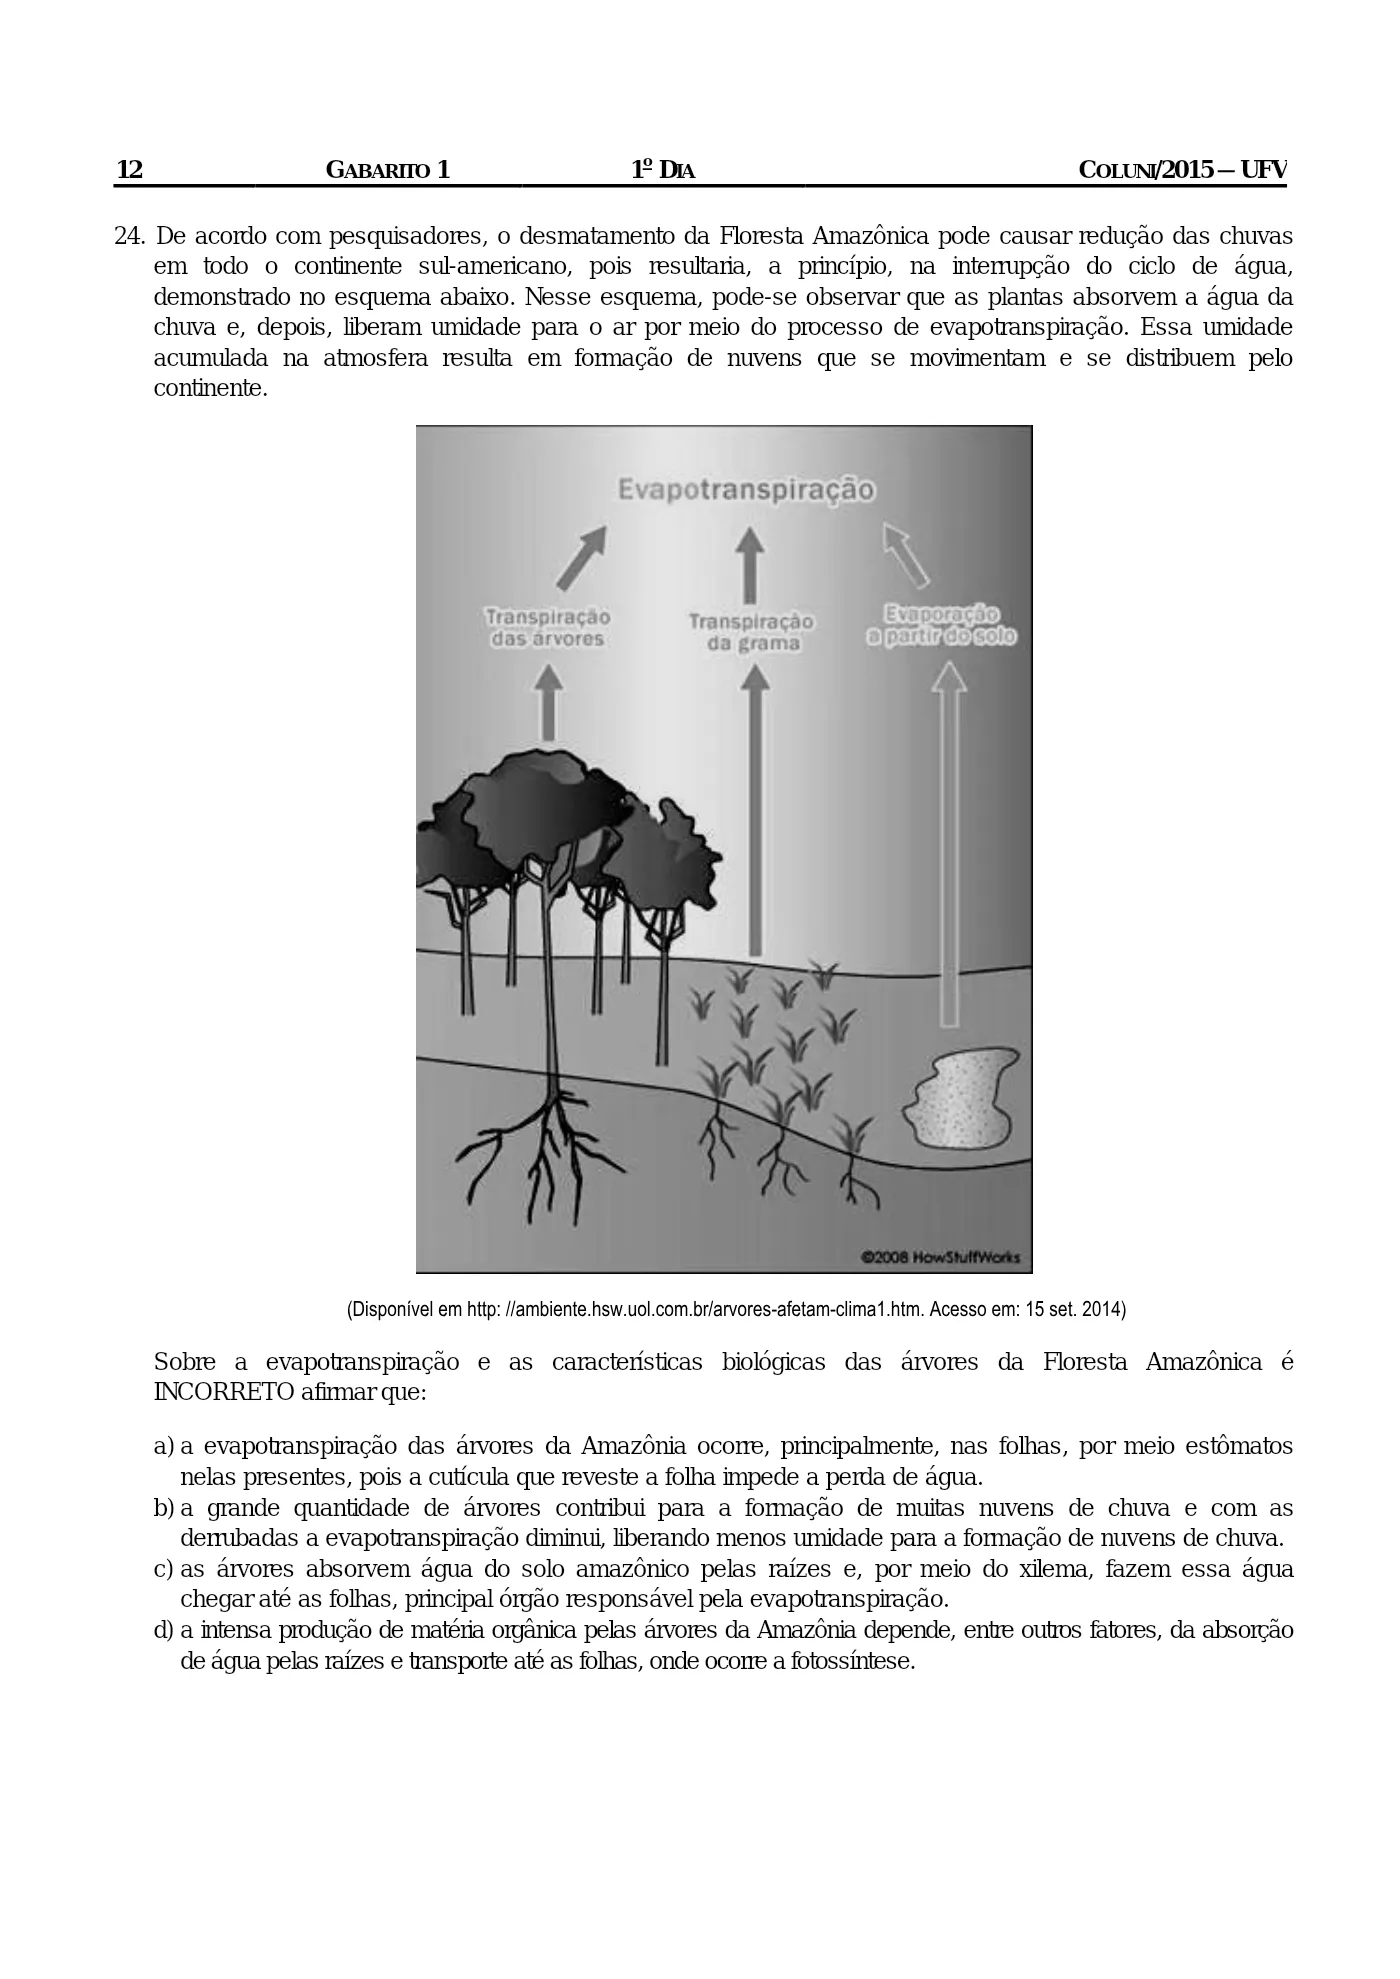 12 GABARITO 1 1º DIA COLUNI/2015 — UFV
24. De acordo com pesquisadores, o desmatamento da Floresta Amazônica pode causar redução das chuvas
em todo o continente sul-americano, pois resultaria, a princípio, na interrupção do ciclo de água,
demonstrado no esquema abaixo. Nesse esquema, pode-se observar que as plantas absorvem a água da
chuva e, depois, liberam umidade para o ar por meio do processo de evapotranspiração. Essa umidade
acumulada na atmosfera resulta em formação de nuvens que se movimentam e se distribuem pelo
continente.
Evapotranspiração
Transpiração
das árvores
Transpiração
da grama
Evaporação
a partir do solo
©2008 HowStuffWorks
(Disponível em http: //ambiente.hsw.uol.com.br/arvores-afetam-clima1.htm. Acesso em: 15 set. 2014)
Sobre a evapotranspiração e as características biológicas das árvores da Floresta Amazônica é
INCORRETO afirmar que:
a) a evapotranspiração das árvores da Amazônia ocorre, principalmente, nas folhas, por meio estômatos
nelas presentes, pois a cutícula que reveste a folha impede a perda de água.
b) a grande quantidade de árvores contribui para a formação de muitas nuvens de chuva e com as
derrubadas a evapotranspiração diminui, liberando menos umidade para a formação de nuvens de chuva.
c) as árvores absorvem água do solo amazônico pelas raízes e, por meio do xilema, fazem essa água
chegar até as folhas, principal órgão responsável pela evapotranspiração.
d) a intensa produção de matéria orgânica pelas árvores da Amazônia depende, entre outros fatores, da absorção
de água pelas raízes e transporte até as folhas, onde ocorre a fotossíntese.